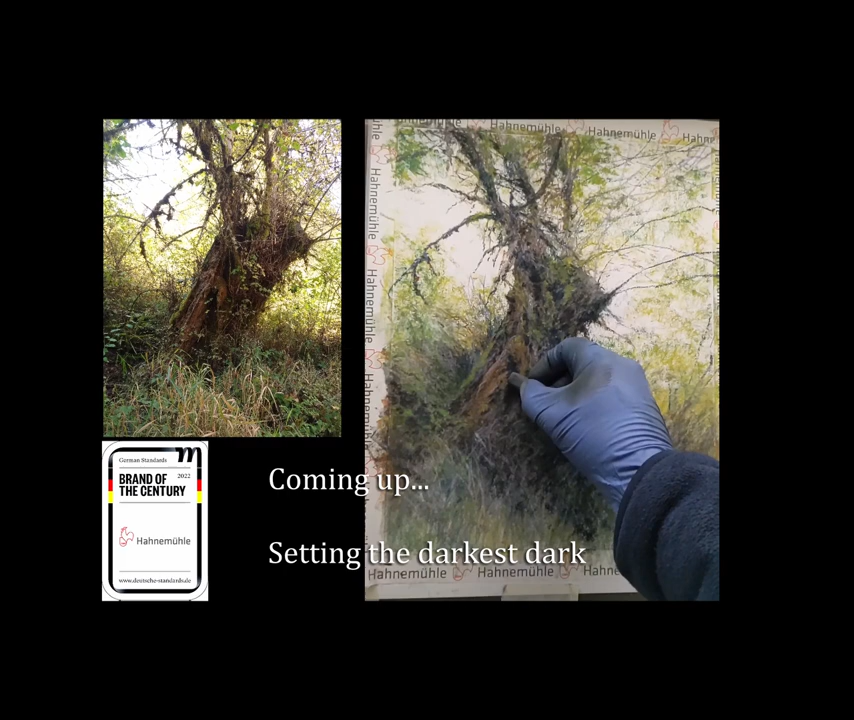 Hahnemühle
Hahnemühle
Hahnemühle
Hahnemühle
German Standards
m
2022
BRAND OF
THE CENTURY
Hahnemühle
www.deutsche-standards.de
Coming up...
Setting the darkest dark
Hahnemühle
Hahnemühle